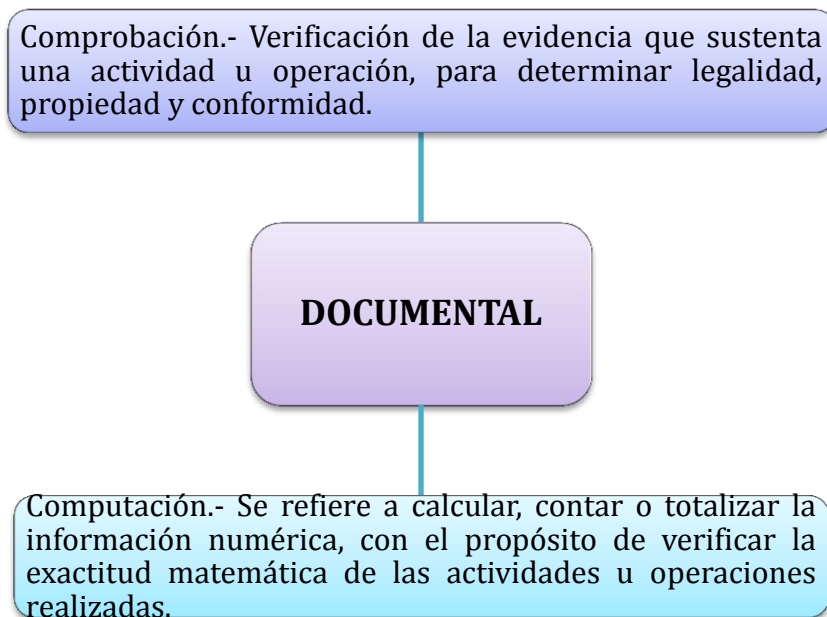 Comprobación.- Verificación de la evidencia que sustenta
una actividad u operación, para determinar legalidad,
propiedad y conformidad.
DOCUMENTAL
Computación.- Se refiere a calcular, contar o totalizar la
información numérica, con el propósito de verificar la
exactitud matemática de las actividades u operaciones
realizadas.